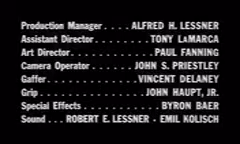 Production Manager . . . . ALFRED H. LESSNER
Assistant Director . . . . . . . . TONY LaMARCA
Art Director . . . . . . . . . . . . PAUL FANNING
Camera Operator . . . . . . JOHN S. PRIESTLEY
Gaffer . . . . . . . . . . . . . VINCENT DELANEY
Grip . . . . . . . . . . . . . . . JOHN HAUPT, JR.
Special Effects . . . . . . . . . . . BYRON BAER
Sound . . . ROBERT E. LESSNER - EMIL KOLISCH